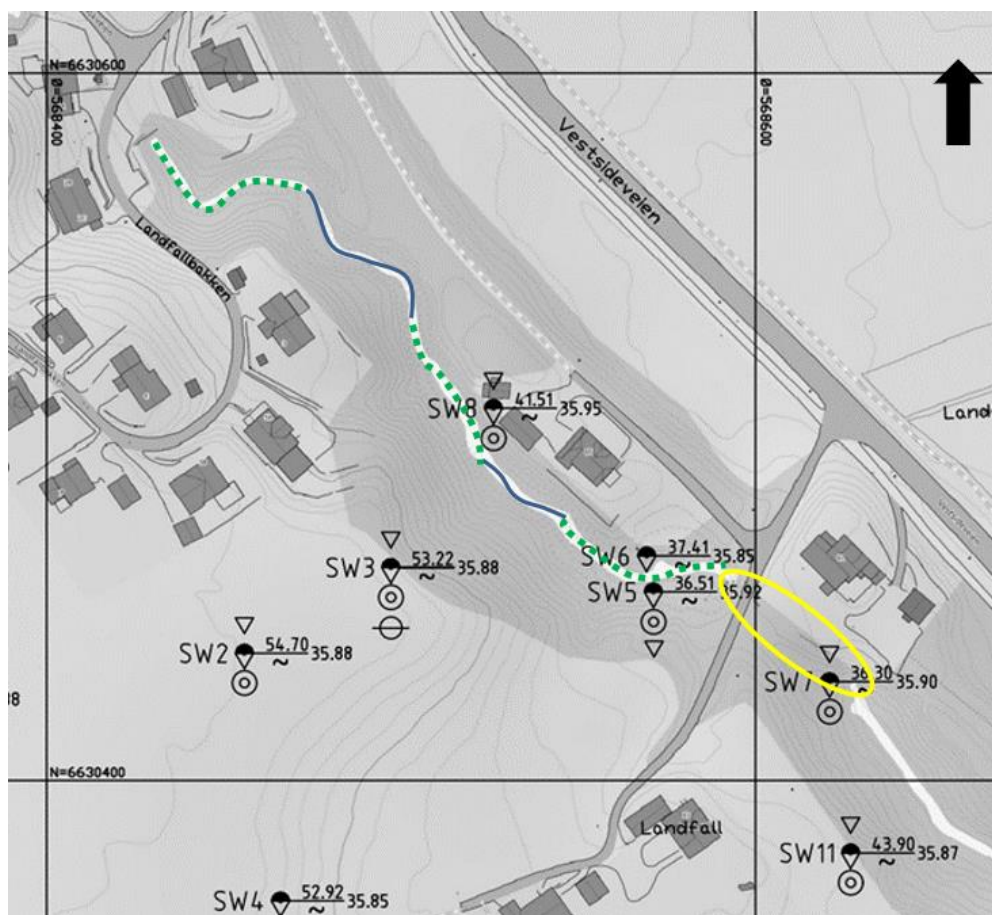 N=6630600
Ø=568400
Ø=568600
Vestsideveien
Landfallbakken
SW8 41.51 35.95
~
SW6 37.41 35.85
~
SW5 36.51 35.92
~
SW3 53.22 35.88
~
SW2 54.70 35.88
~
SW7 36.30 35.90
~
88
N=6630400
Landfall
SW11 43.90 35.87
~
SW4 52.92 35.85
~